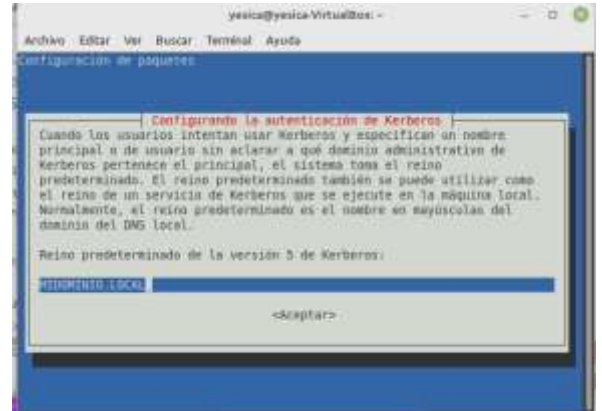 yesica@yesica-VirtualBox: ~
Archivo Editar Ver Buscar Terminal Ayuda
Configuración de paquetes
Configurando la autenticación de Kerberos
Cuando los usuarios intentan usar Kerberos y especifican un nombre
principal o de usuario sin aclarar a qué dominio administrativo de
Kerberos pertenece el principal, el sistema toma el reino
predeterminado. El reino predeterminado también se puede utilizar como
el reino de un servicio de Kerberos que se ejecute en la máquina local.
Normalmente, el reino predeterminado es el nombre en mayúsculas del
dominio del DNS local.
Reino predeterminado de la versión 5 de Kerberos:
MIDOMINIO.LOCAL
<Aceptar>